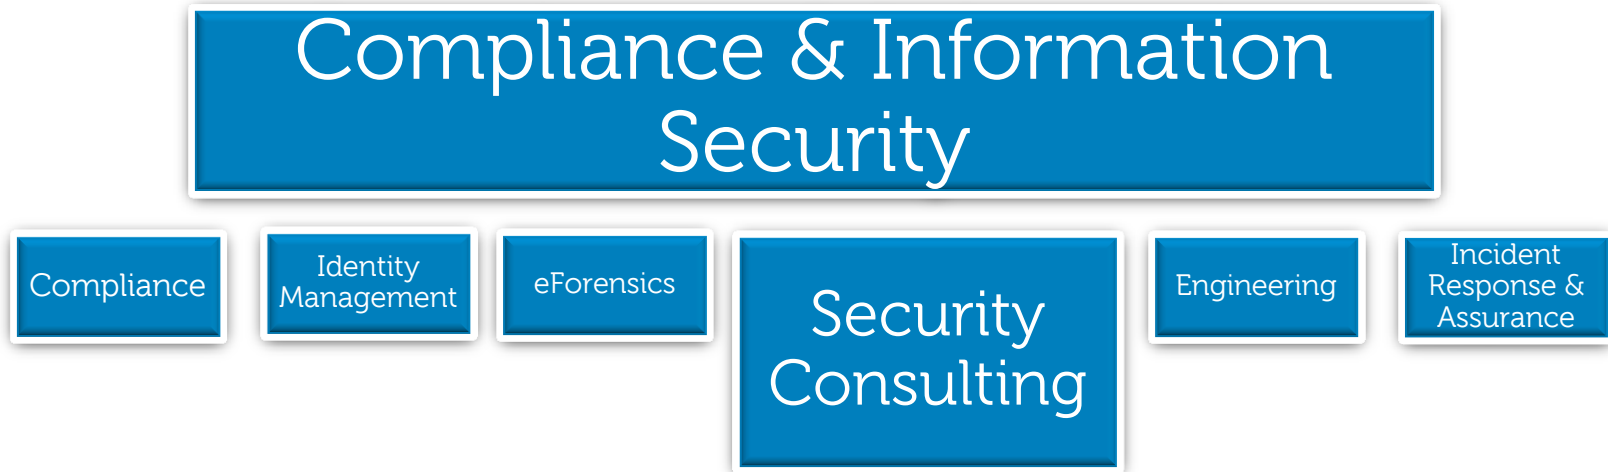 Compliance & Information
Security
Compliance
Identity
Management
eForensics
Security
Consulting
Engineering
Incident
Response &
Assurance